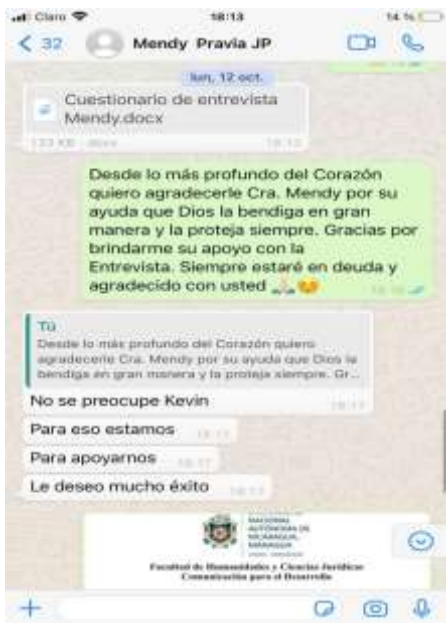 Claro 18:13 14 %
32 Mendy Pravia JP
lun, 12 oct.
Cuestionario de entrevista
Mendy.docx
Desde lo más profundo del Corazón
quiero agradecerle Cra. Mendy por su
ayuda que Dios la bendiga en gran
manera y la proteja siempre. Gracias por
brindarme su apoyo con la
Entrevista. Siempre estaré en deuda y
agradecido con usted
Tú
Desde lo más profundo del Corazón quiero
agradecerle Cra. Mendy por su ayuda que Dios la
bendiga en gran manera y la proteja siempre. Gr...
No se preocupe Kevin
Para eso estamos
Para apoyarnos
Le deseo mucho éxito
NACIONAL
AUTÓNOMA DE
NICARAGUA,
MANAGUA
Facultad de Humanidades y Ciencias Jurídicas
Comunicación para el Desarrollo